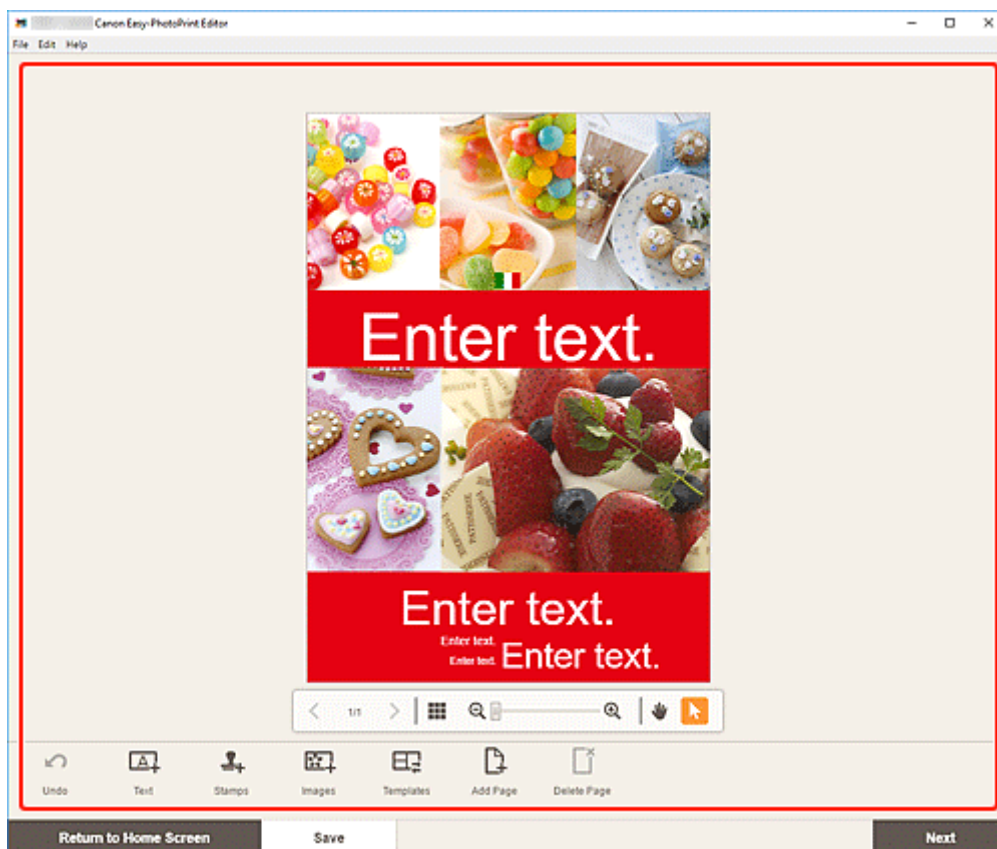 Canon Easy-PhotoPrint Editor
File Edit Help
Enter text.
PATISSERIE
Enter text.
Enter text.
Enter text.
Enter text.
1/1
Undo
Text
Stamps
Images
Templates
Add Page
Delete Page
Return to Home Screen
Save
Next